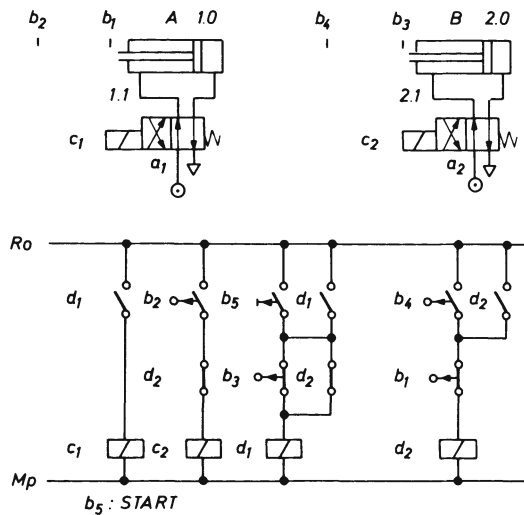 b2 b1 A 1.0 b4 b3 B 2.0
1.1 2.1
c1 a1 c2 a2
Ro
d1 b2 b5 d1 b4 d2
d2 b3 d2 b1
c1 c2 d1 d2
Mp
b5 : START